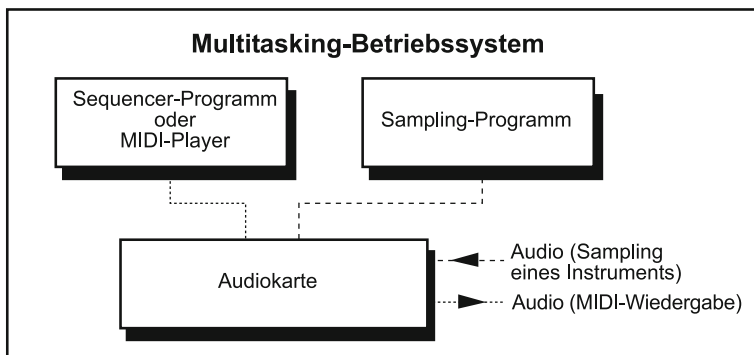 Multitasking-Betriebssystem
Sequencer-Programm
oder
MIDI-Player
Sampling-Programm
Audiokarte
Audio (Sampling
eines Instruments)
Audio (MIDI-Wiedergabe)